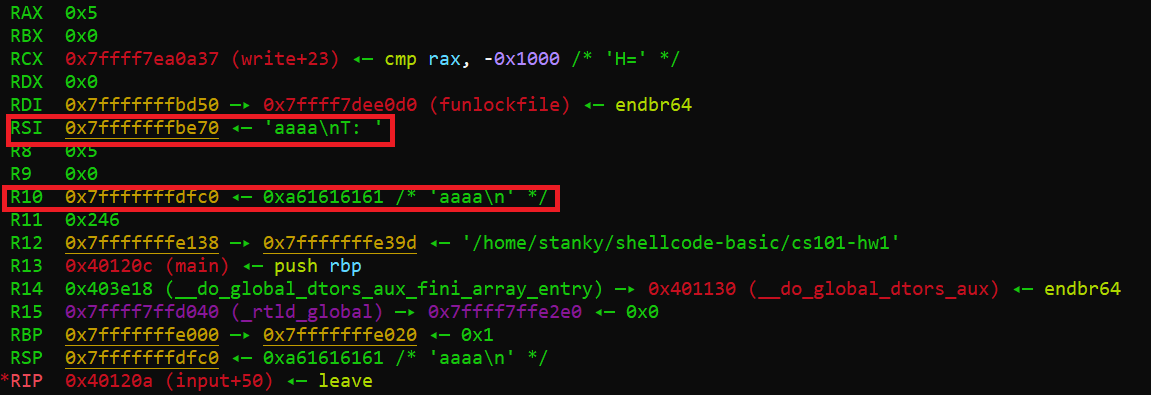 RAX 0x5
RBX 0x0
RCX 0x7ffff7ea0a37 (write+23) ◂— cmp rax, -0x1000 /* 'H=' */
RDX 0x0
RDI 0x7fffffffbd50 —▸ 0x7ffff7dee0d0 (funlockfile) ◂— endbr64
RSI 0x7fffffffbe70 ◂— 'aaaa\nT: '
R8 0x5
R9 0x0
R10 0x7fffffffdfc0 ◂— 0xa61616161 /* 'aaaa\n' */
R11 0x246
R12 0x7fffffffe138 —▸ 0x7fffffffe39d ◂— '/home/stanky/shellcode-basic/cs101-hw1'
R13 0x40120c (main) ◂— push rbp
R14 0x403e18 (__do_global_dtors_aux_fini_array_entry) —▸ 0x401130 (__do_global_dtors_aux) ◂— endbr64
R15 0x7ffff7ffd040 (_rtld_global) —▸ 0x7ffff7ffe2e0 ◂— 0x0
RBP 0x7fffffffe000 —▸ 0x7fffffffe020 ◂— 0x1
RSP 0x7fffffffdfc0 ◂— 0xa61616161 /* 'aaaa\n' */
*RIP 0x40120a (input+50) ◂— leave